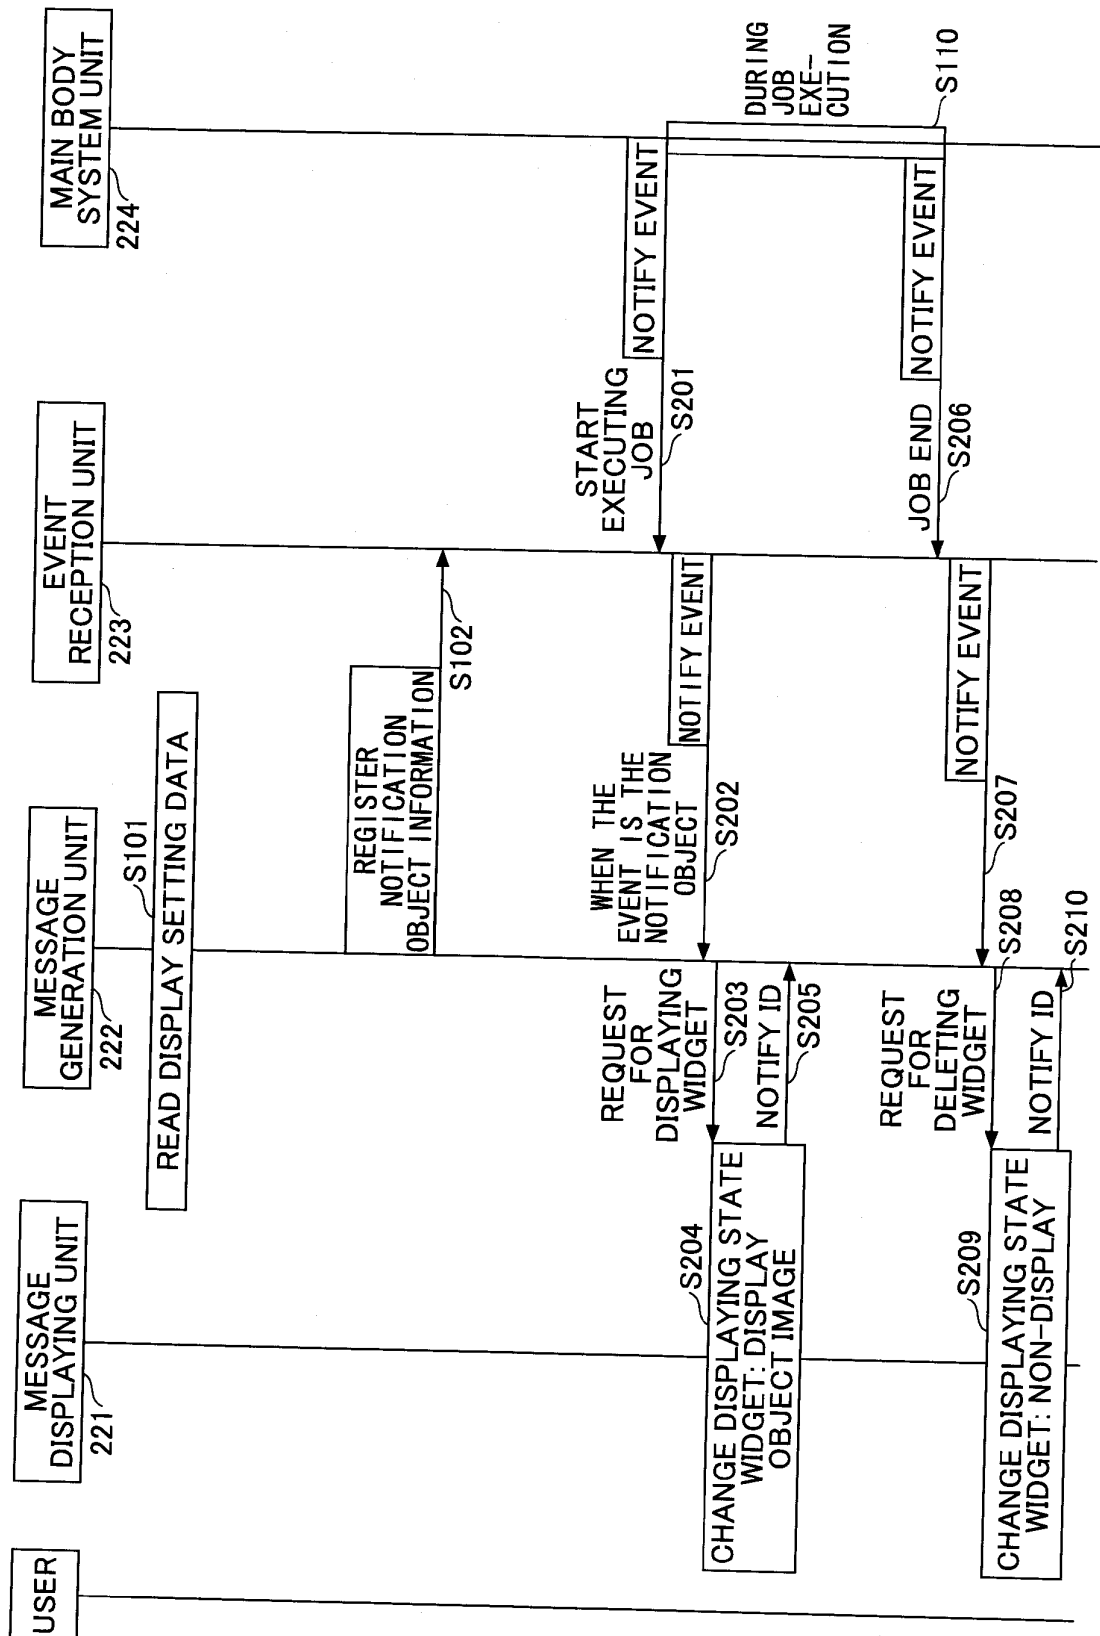 USER
MESSAGE
DISPLAYING UNIT
221
MESSAGE
GENERATION UNIT
222
EVENT
RECEPTION UNIT
223
MAIN BODY
SYSTEM UNIT
224
S101
READ DISPLAY SETTING DATA
REGISTER
NOTIFICATION
OBJECT INFORMATION
S102
START
EXECUTING
JOB
S201
NOTIFY EVENT
DURING
JOB
EXE-
CUTION
S110
WHEN THE
EVENT IS THE
NOTIFICATION
OBJECT
S202
NOTIFY EVENT
REQUEST
FOR
DISPLAYING
WIDGET
S203
S204
CHANGE DISPLAYING STATE
WIDGET: DISPLAY
OBJECT IMAGE
NOTIFY ID
S205
JOB END
S206
NOTIFY EVENT
NOTIFY EVENT
S207
REQUEST
FOR
DELETING
WIDGET
S208
S209
CHANGE DISPLAYING STATE
WIDGET: NON-DISPLAY
NOTIFY ID
S210